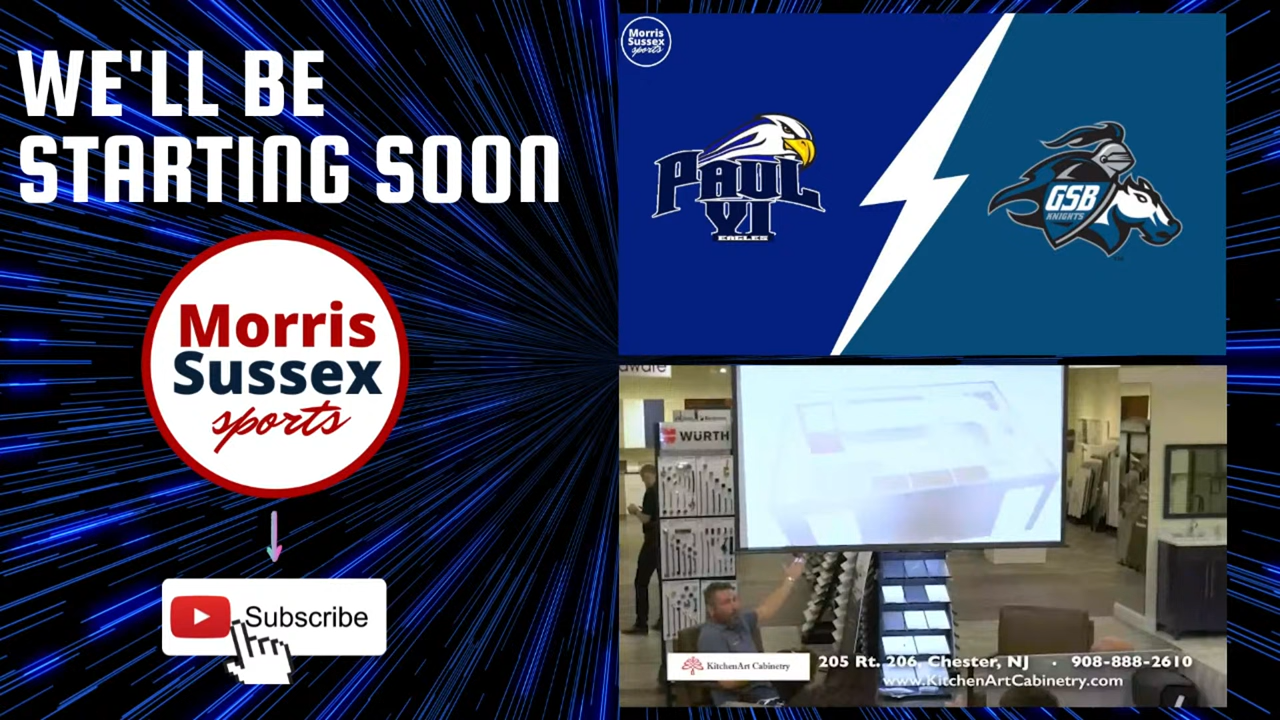 WE'LL BE
STARTING SOON
Morris
Sussex
sports
Subscribe
Morris
Sussex
sports
PAUL
VI
EAGLES
GSB
KNIGHTS
WÜRTH
KitchenArt Cabinetry
205 Rt. 206, Chester, NJ · 908-888-2610
www.KitchenArtCabinetry.com